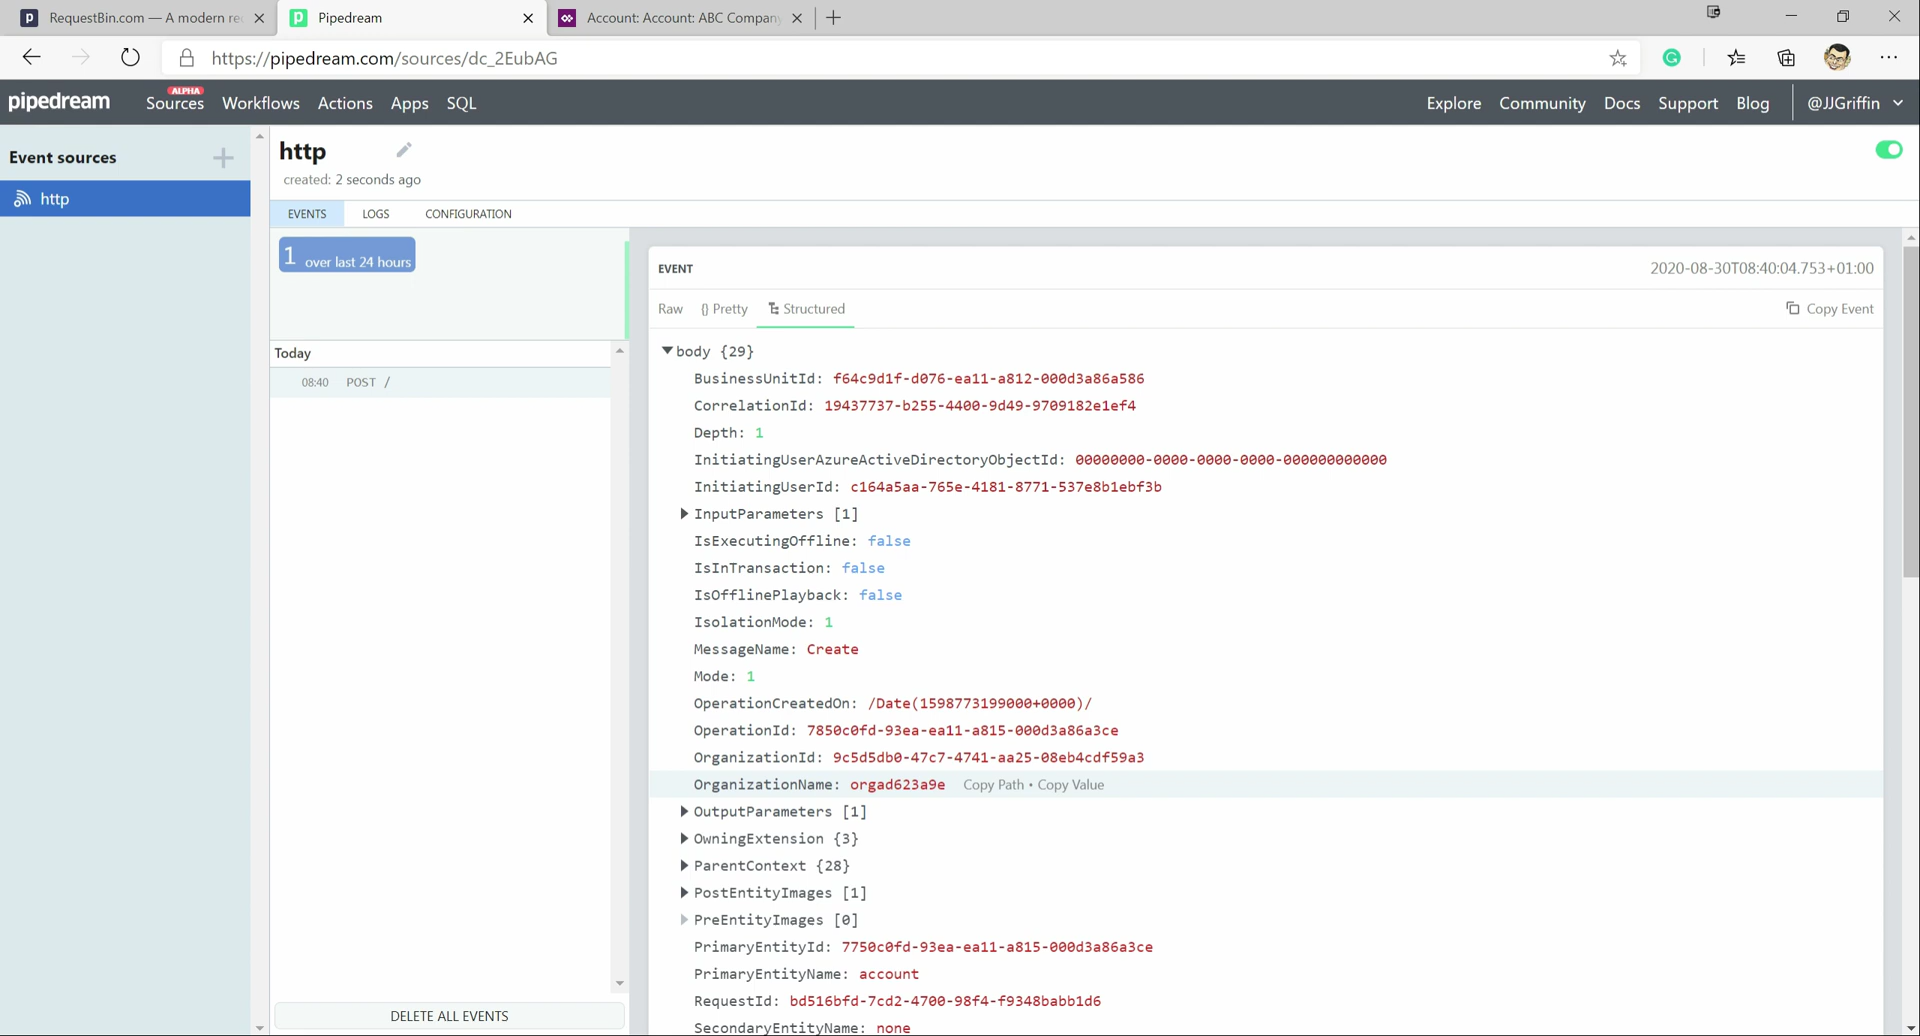 RequestBin.com — A modern re
Pipedream
Account: Account: ABC Company
https://pipedream.com/sources/dc_2EubAG
pipedream
ALPHA
Sources Workflows Actions Apps SQL
Explore Community Docs Support Blog @JJGriffin
Event sources
http
http
created: 2 seconds ago
EVENTS LOGS CONFIGURATION
1 over last 24 hours
Today
08:40 POST /
DELETE ALL EVENTS
EVENT 2020-08-30T08:40:04.753+01:00
Raw {} Pretty Structured Copy Event
body {29}
BusinessUnitId: f64c9d1f-d076-ea11-a812-000d3a86a586
CorrelationId: 19437737-b255-4400-9d49-9709182e1ef4
Depth: 1
InitiatingUserAzureActiveDirectoryObjectId: 00000000-0000-0000-0000-000000000000
InitiatingUserId: c164a5aa-765e-4181-8771-537e8b1ebf3b
InputParameters [1]
IsExecutingOffline: false
IsInTransaction: false
IsOfflinePlayback: false
IsolationMode: 1
MessageName: Create
Mode: 1
OperationCreatedOn: /Date(1598773199000+0000)/
OperationId: 7850c0fd-93ea-ea11-a815-000d3a86a3ce
OrganizationId: 9c5d5db0-47c7-4741-aa25-08eb4cdf59a3
OrganizationName: orgad623a9e Copy Path • Copy Value
OutputParameters [1]
OwningExtension {3}
ParentContext {28}
PostEntityImages [1]
PreEntityImages [0]
PrimaryEntityId: 7750c0fd-93ea-ea11-a815-000d3a86a3ce
PrimaryEntityName: account
RequestId: bd516bfd-7cd2-4700-98f4-f9348babb1d6
SecondaryEntityName: none